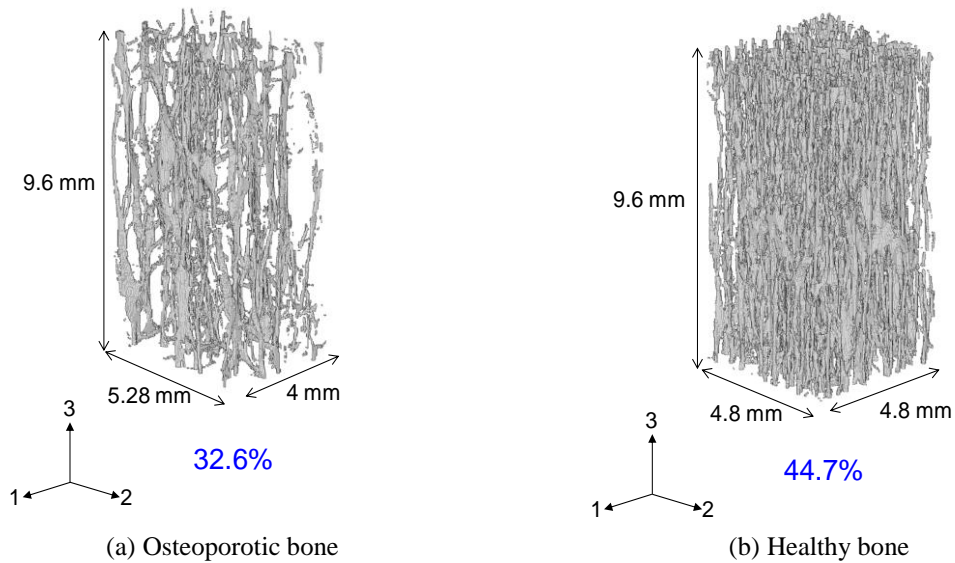 9.6 mm
5.28 mm
4 mm
3
1
2
32.6%
(a) Osteoporotic bone
9.6 mm
4.8 mm
4.8 mm
3
1
2
44.7%
(b) Healthy bone